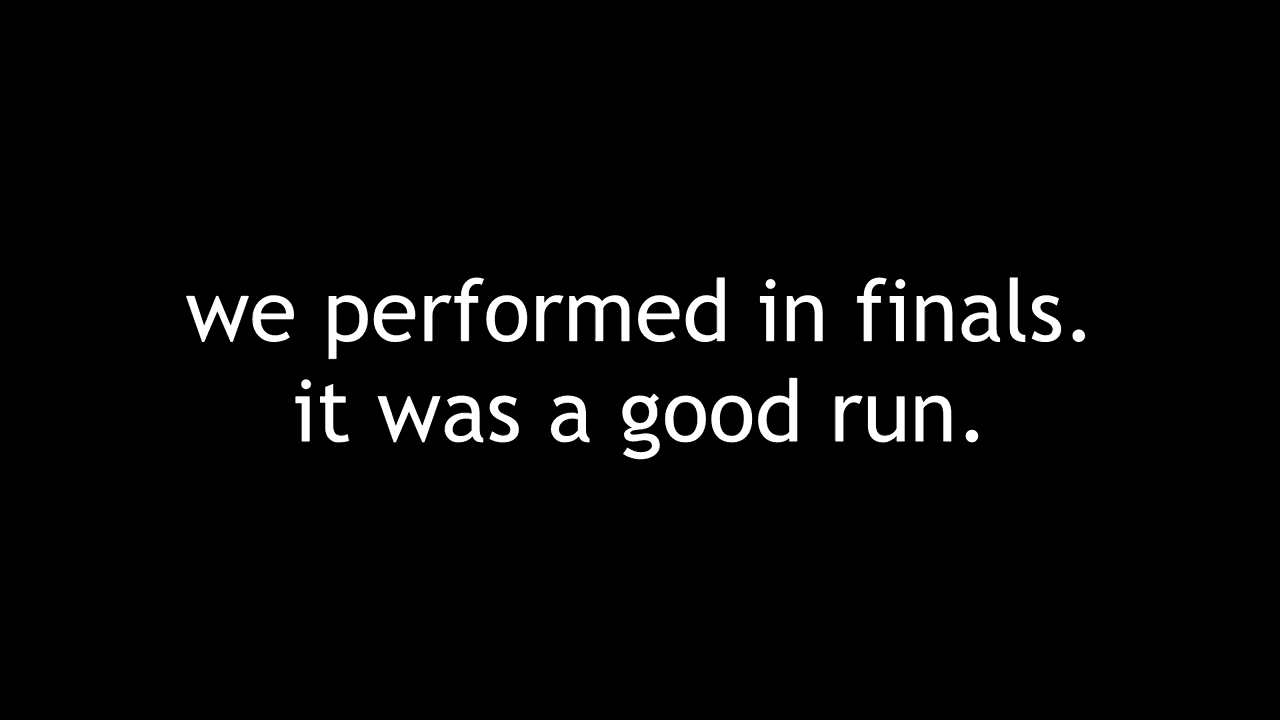 we performed in finals.
it was a good run.